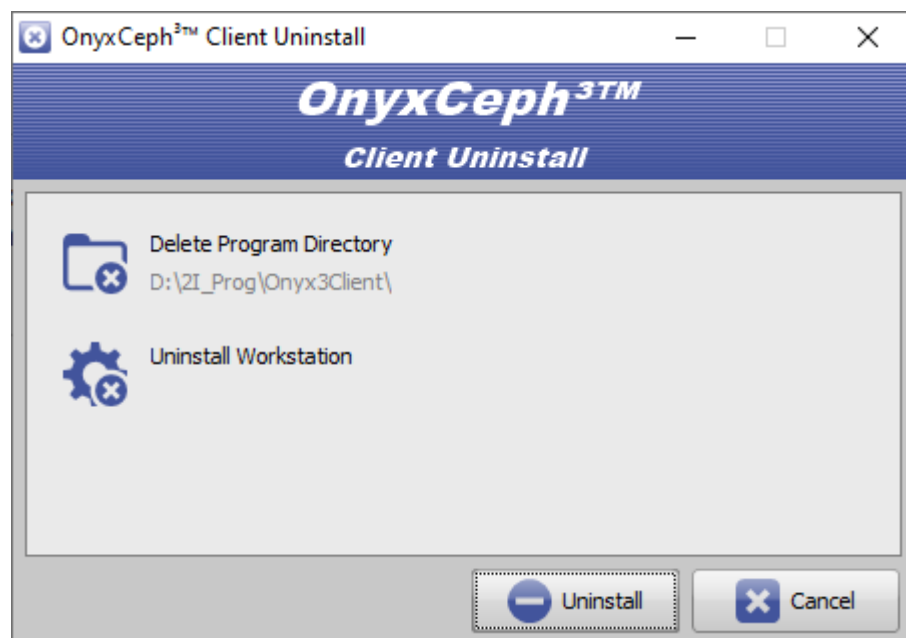 OnyxCeph³™ Client Uninstall
OnyxCeph³™
Client Uninstall
Delete Program Directory
D:\2I_Prog\Onyx3Client\
Uninstall Workstation
Uninstall
Cancel